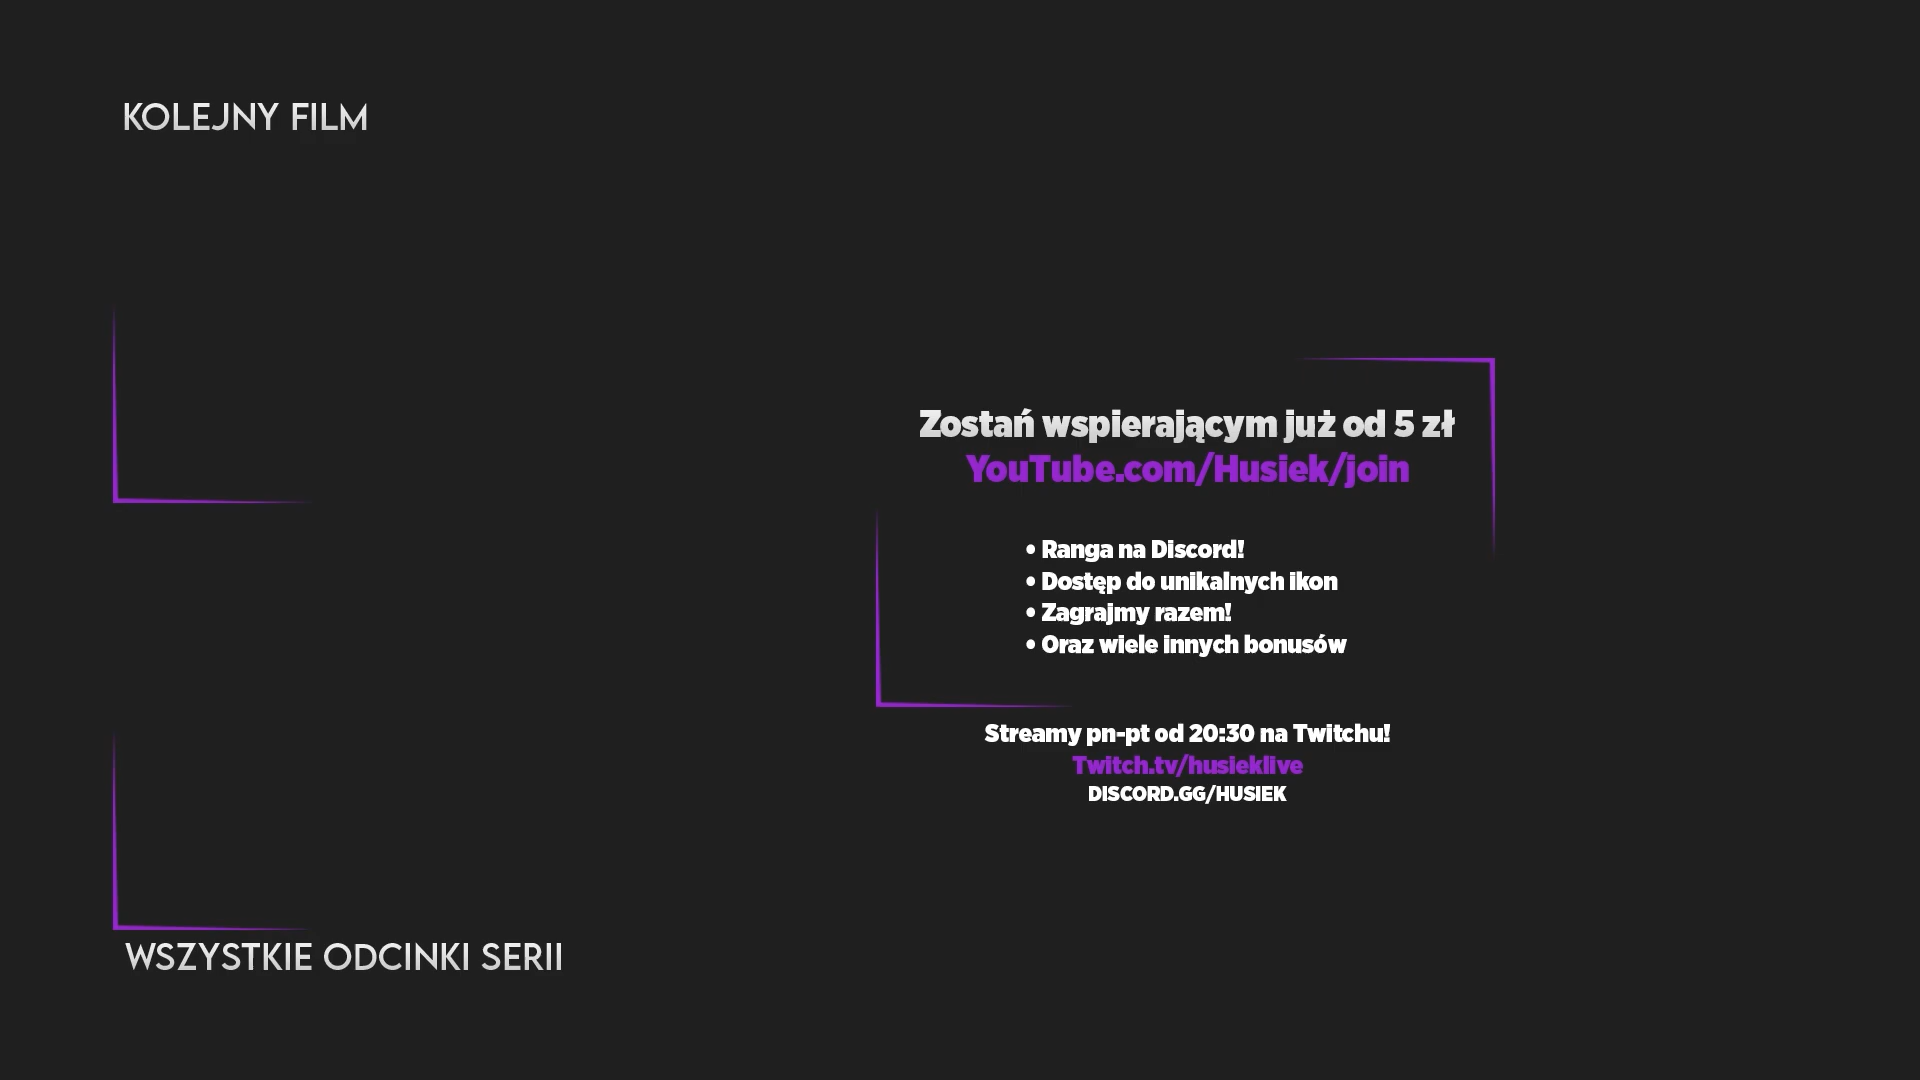 KOLEJNY FILM
Zostań wspierającym już od 5 zł
YouTube.com/Husiek/join
• Ranga na Discord!
• Dostęp do unikalnych ikon
• Zagrajmy razem!
• Oraz wiele innych bonusów
Streamy pn-pt od 20:30 na Twitchu!
Twitch.tv/husieklive
DISCORD.GG/HUSIEK
WSZYSTKIE ODCINKI SERII